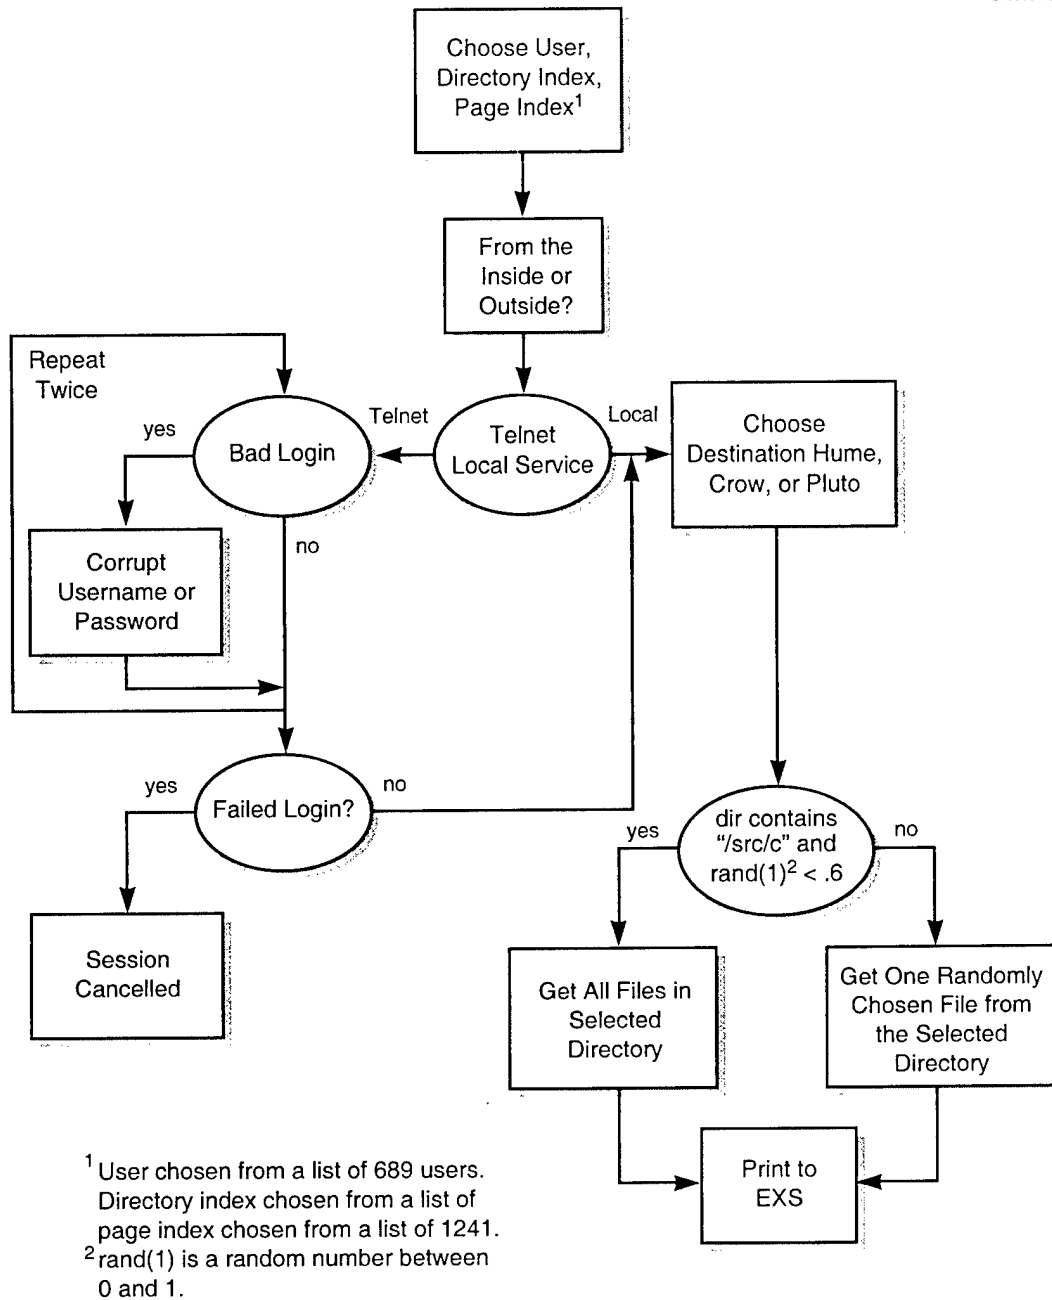 Choose User,
Directory Index,
Page Index¹
From the
Inside or
Outside?
Repeat
Twice
Telnet
Local
yes
Bad Login
Telnet
Local Service
Choose
Destination Hume,
Crow, or Pluto
no
Corrupt
Username or
Password
yes
Failed Login?
no
dir contains
“/src/c” and
rand(1)² < .6
yes
no
Session
Cancelled
Get All Files in
Selected
Directory
Get One Randomly
Chosen File from
the Selected
Directory
Print to
EXS
¹ User chosen from a list of 689 users.
Directory index chosen from a list of
page index chosen from a list of 1241.
² rand(1) is a random number between
0 and 1.